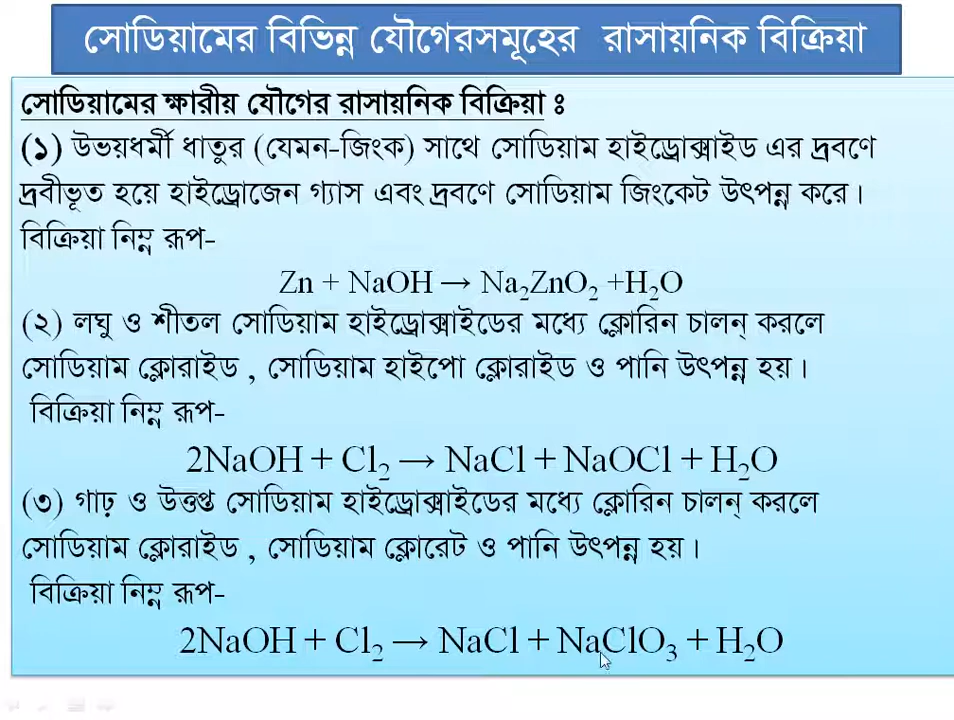 সোডিয়ামের বিভিন্ন যৌগেরসমূহের রাসায়নিক বিক্রিয়া
সোডিয়ামের ক্ষারীয় যৌগের রাসায়নিক বিক্রিয়া ঃ
(১) উভয়ধর্মী ধাতুর (যেমন-জিংক) সাথে সোডিয়াম হাইড্রোক্সাইড এর দ্রবণে
দ্রবীভূত হয়ে হাইড্রোজেন গ্যাস এবং দ্রবণে সোডিয়াম জিংকেট উৎপন্ন করে।
বিক্রিয়া নিম্ন রূপ-
Zn + NaOH → Na₂ZnO₂ +H₂O
(২) লঘু ও শীতল সোডিয়াম হাইড্রোক্সাইডের মধ্যে ক্লোরিন চালন্ করলে
সোডিয়াম ক্লোরাইড , সোডিয়াম হাইপো ক্লোরাইড ও পানি উৎপন্ন হয়।
বিক্রিয়া নিম্ন রূপ-
2NaOH + Cl₂ → NaCl + NaOCl + H₂O
(৩) গাঢ় ও উত্তপ্ত সোডিয়াম হাইড্রোক্সাইডের মধ্যে ক্লোরিন চালন্ করলে
সোডিয়াম ক্লোরাইড , সোডিয়াম ক্লোরেট ও পানি উৎপন্ন হয়।
বিক্রিয়া নিম্ন রূপ-
2NaOH + Cl₂ → NaCl + NaClO₃ + H₂O